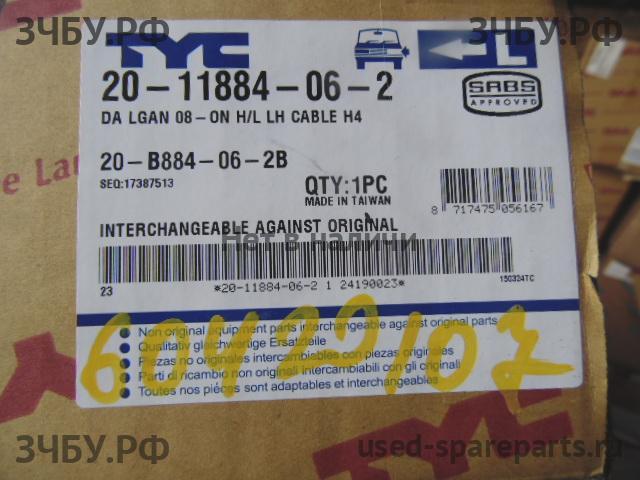 ЗЧБУ.РФ
ЗЧБУ.РФ
TYC
L
20-11884-06-2
SABS
APPROVED
DA LGAN 08-ON H/L LH CABLE H4
20-B884-06-2B
SEQ:17387513
QTY:1PC
MADE IN TAIWAN
8 717475 056167
INTERCHANGEABLE AGAINST ORIGINAL
Нет в наличии
23
*20-11884-06-2 1 24190023*
150324TC
Non original equipment parts interchangeable against original parts
Qualitativ gleichwertige Ersatzteile
Piezas no originales intercambiables con piezas originales
Parti di ricambio non originali intercambiabili con gli originali
Toutes nos pièces sont adaptables et interchangeables
TYC
ЗЧБУ.РФ
used-spareparts.ru